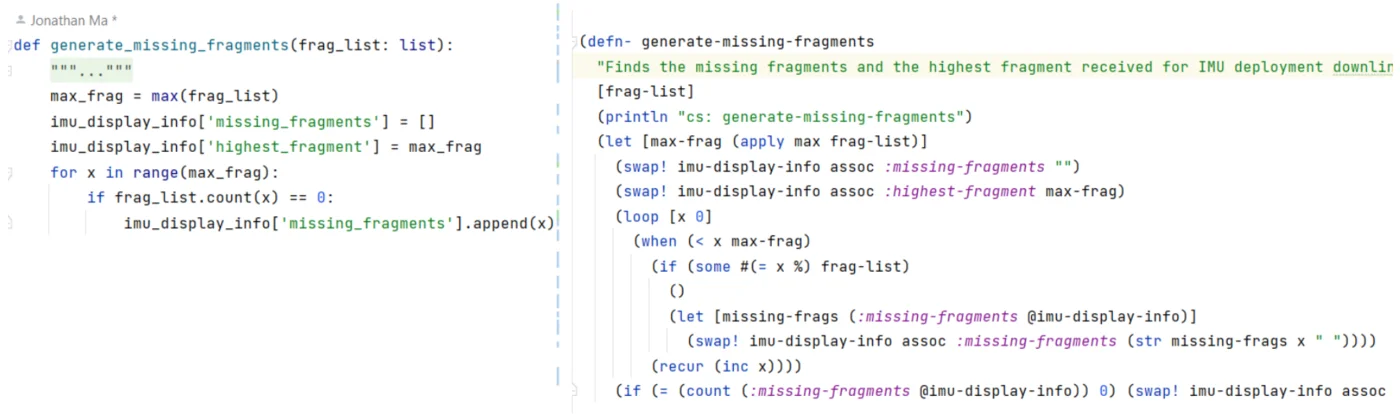 Jonathan Ma *
def generate_missing_fragments(frag_list: list):
"""..."""
max_frag = max(frag_list)
imu_display_info['missing_fragments'] = []
imu_display_info['highest_fragment'] = max_frag
for x in range(max_frag):
if frag_list.count(x) == 0:
imu_display_info['missing_fragments'].append(x)
(defn- generate-missing-fragments
"Finds the missing fragments and the highest fragment received for IMU deployment downlin
[frag-list]
(println "cs: generate-missing-fragments")
(let [max-frag (apply max frag-list)]
(swap! imu-display-info assoc :missing-fragments "")
(swap! imu-display-info assoc :highest-fragment max-frag)
(loop [x 0]
(when (< x max-frag)
(if (some #(= x %) frag-list)
()
(let [missing-frags (:missing-fragments @imu-display-info)]
(swap! imu-display-info assoc :missing-fragments (str missing-frags x " "))))
(recur (inc x))))
(if (= (count (:missing-fragments @imu-display-info)) 0) (swap! imu-display-info assoc